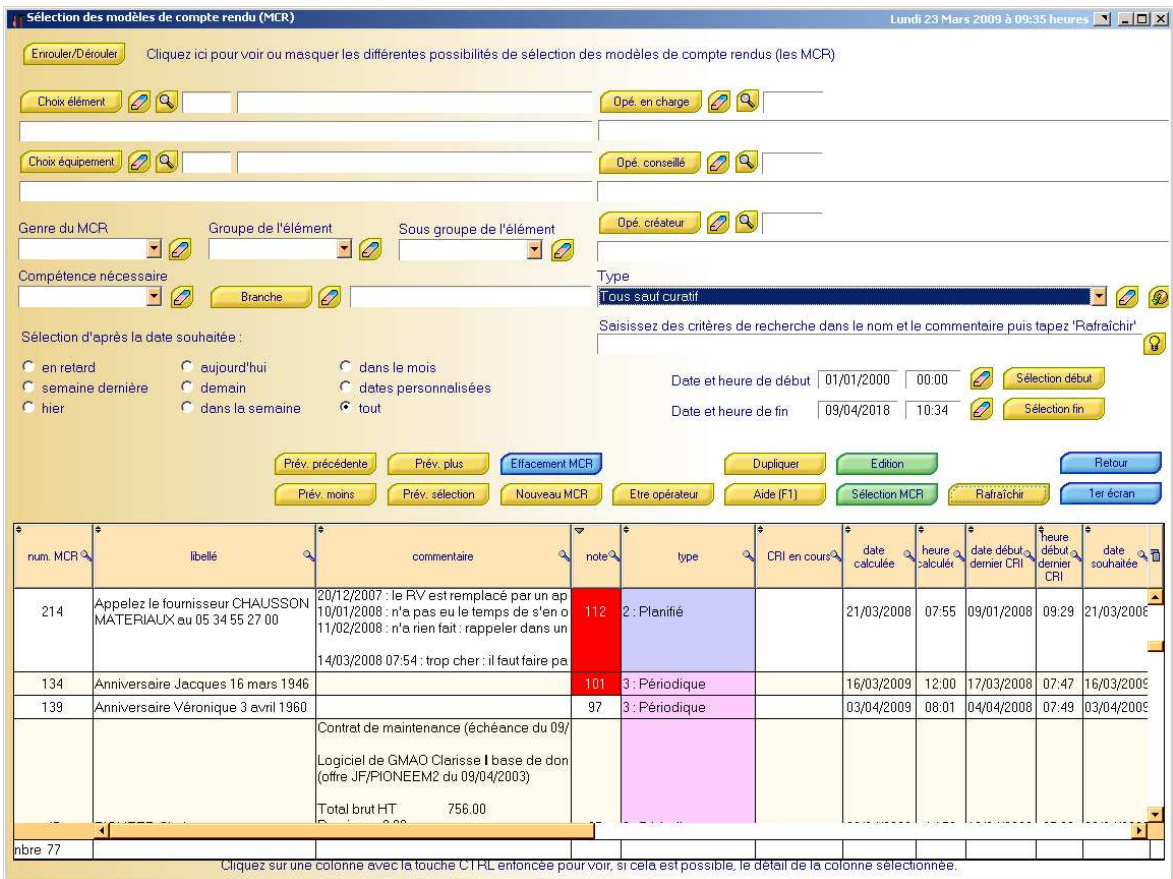 Sélection des modèles de compte rendu (MCR) Lundi 23 Mars 2009 à 09:35 heures
Enrouler/Dérouler Cliquez ici pour voir ou masquer les différentes possibilités de sélection des modèles de compte rendus (les MCR)
Choix élément Opé. en charge
Choix équipement Opé. conseillé
Opé. créateur
Genre du MCR Groupe de l'élément Sous groupe de l'élément
Compétence nécessaire Type
Branche Tous sauf curatif
Saisissez des critères de recherche dans le nom et le commentaire puis tapez 'Rafraîchir'
Sélection d'après la date souhaitée :
en retard aujourd'hui dans le mois
semaine dernière demain dates personnalisées
hier dans la semaine tout
Date et heure de début 01/01/2000 00:00 Sélection début
Date et heure de fin 09/04/2018 10:34 Sélection fin
Prév. précédente Prév. plus Effacement MCR Dupliquer Edition Retour
Prév. moins Prév. sélection Nouveau MCR Etre opérateur Aide (F1) Sélection MCR Rafraîchir 1er écran
num. MCR libellé commentaire note type CRI en cours date calculée heure calculée date début dernier CRI heure début dernier CRI date souhaitée
20/12/2007 : le RV est remplacé par un ap
214 Appelez le fournisseur CHAUSSON 10/01/2008 : n'a pas eu le temps de s'en o 112 2 : Planifié 21/03/2008 07:55 09/01/2008 09:29 21/03/2008
MATERIAUX au 05 34 55 27 00 11/02/2008 : n'a rien fait : rappeler dans un
14/03/2008 07:54 : trop cher : il faut faire pa
134 Anniversaire Jacques 16 mars 1946 101 3 : Périodique 16/03/2009 12:00 17/03/2008 07:47 16/03/2009
139 Anniversaire Véronique 3 avril 1960 97 3 : Périodique 03/04/2009 08:01 04/04/2008 07:49 03/04/2009
Contrat de maintenance (échéance du 09/
Logiciel de GMAO Clarisse I base de don
(offre JF/PIONEEM2 du 09/04/2003)
Total brut HT 756.00
nbre 77
Cliquez sur une colonne avec la touche CTRL enfoncée pour voir, si cela est possible, le détail de la colonne sélectionnée.